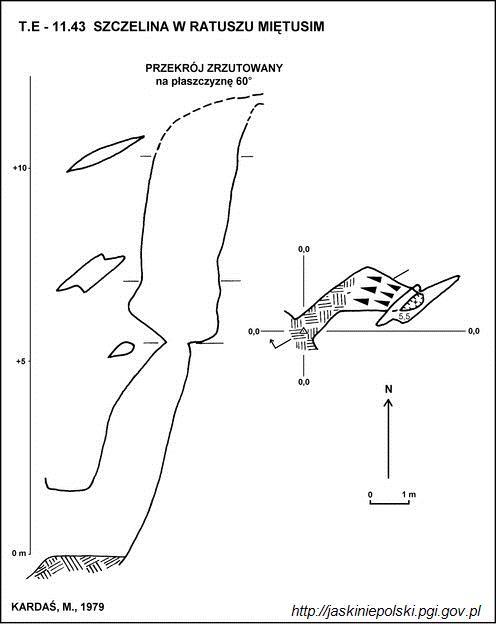 T.E - 11.43 SZCZELINA W RATUSZU MIĘTUSIM
PRZEKRÓJ ZRZUTOWANY
na płaszczyznę 60°
+10
0,0
0,0
0,0
5,5
0,0
+5
N
0 1 m
0 m
KARDAŚ, M., 1979
http://jaskiniepolski.pgi.gov.pl